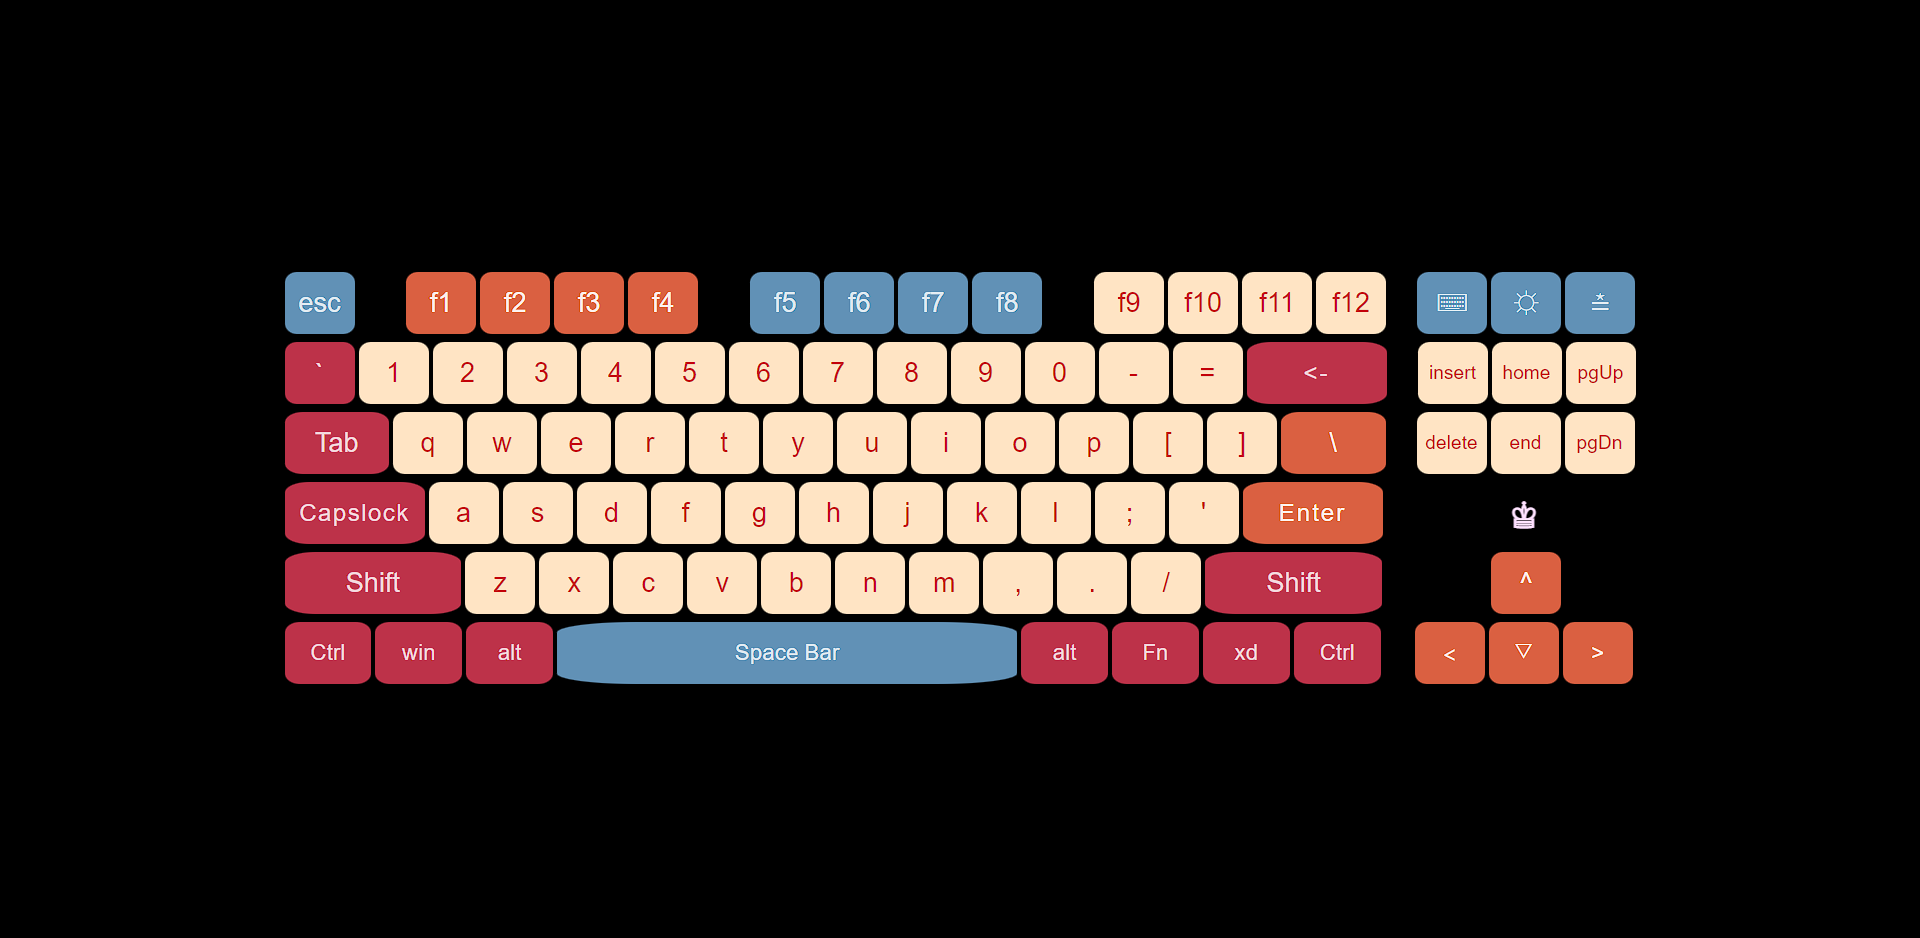 esc f1 f2 f3 f4 f5 f6 f7 f8 f9 f10 f11 f12 ⌨ ☼ ≛
` 1 2 3 4 5 6 7 8 9 0 - = <- insert home pgUp
Tab q w e r t y u i o p [ ] \ delete end pgDn
Capslock a s d f g h j k l ; ' Enter ♚
Shift z x c v b n m , . / Shift ^
Ctrl win alt Space Bar alt Fn xd Ctrl < ▽ >